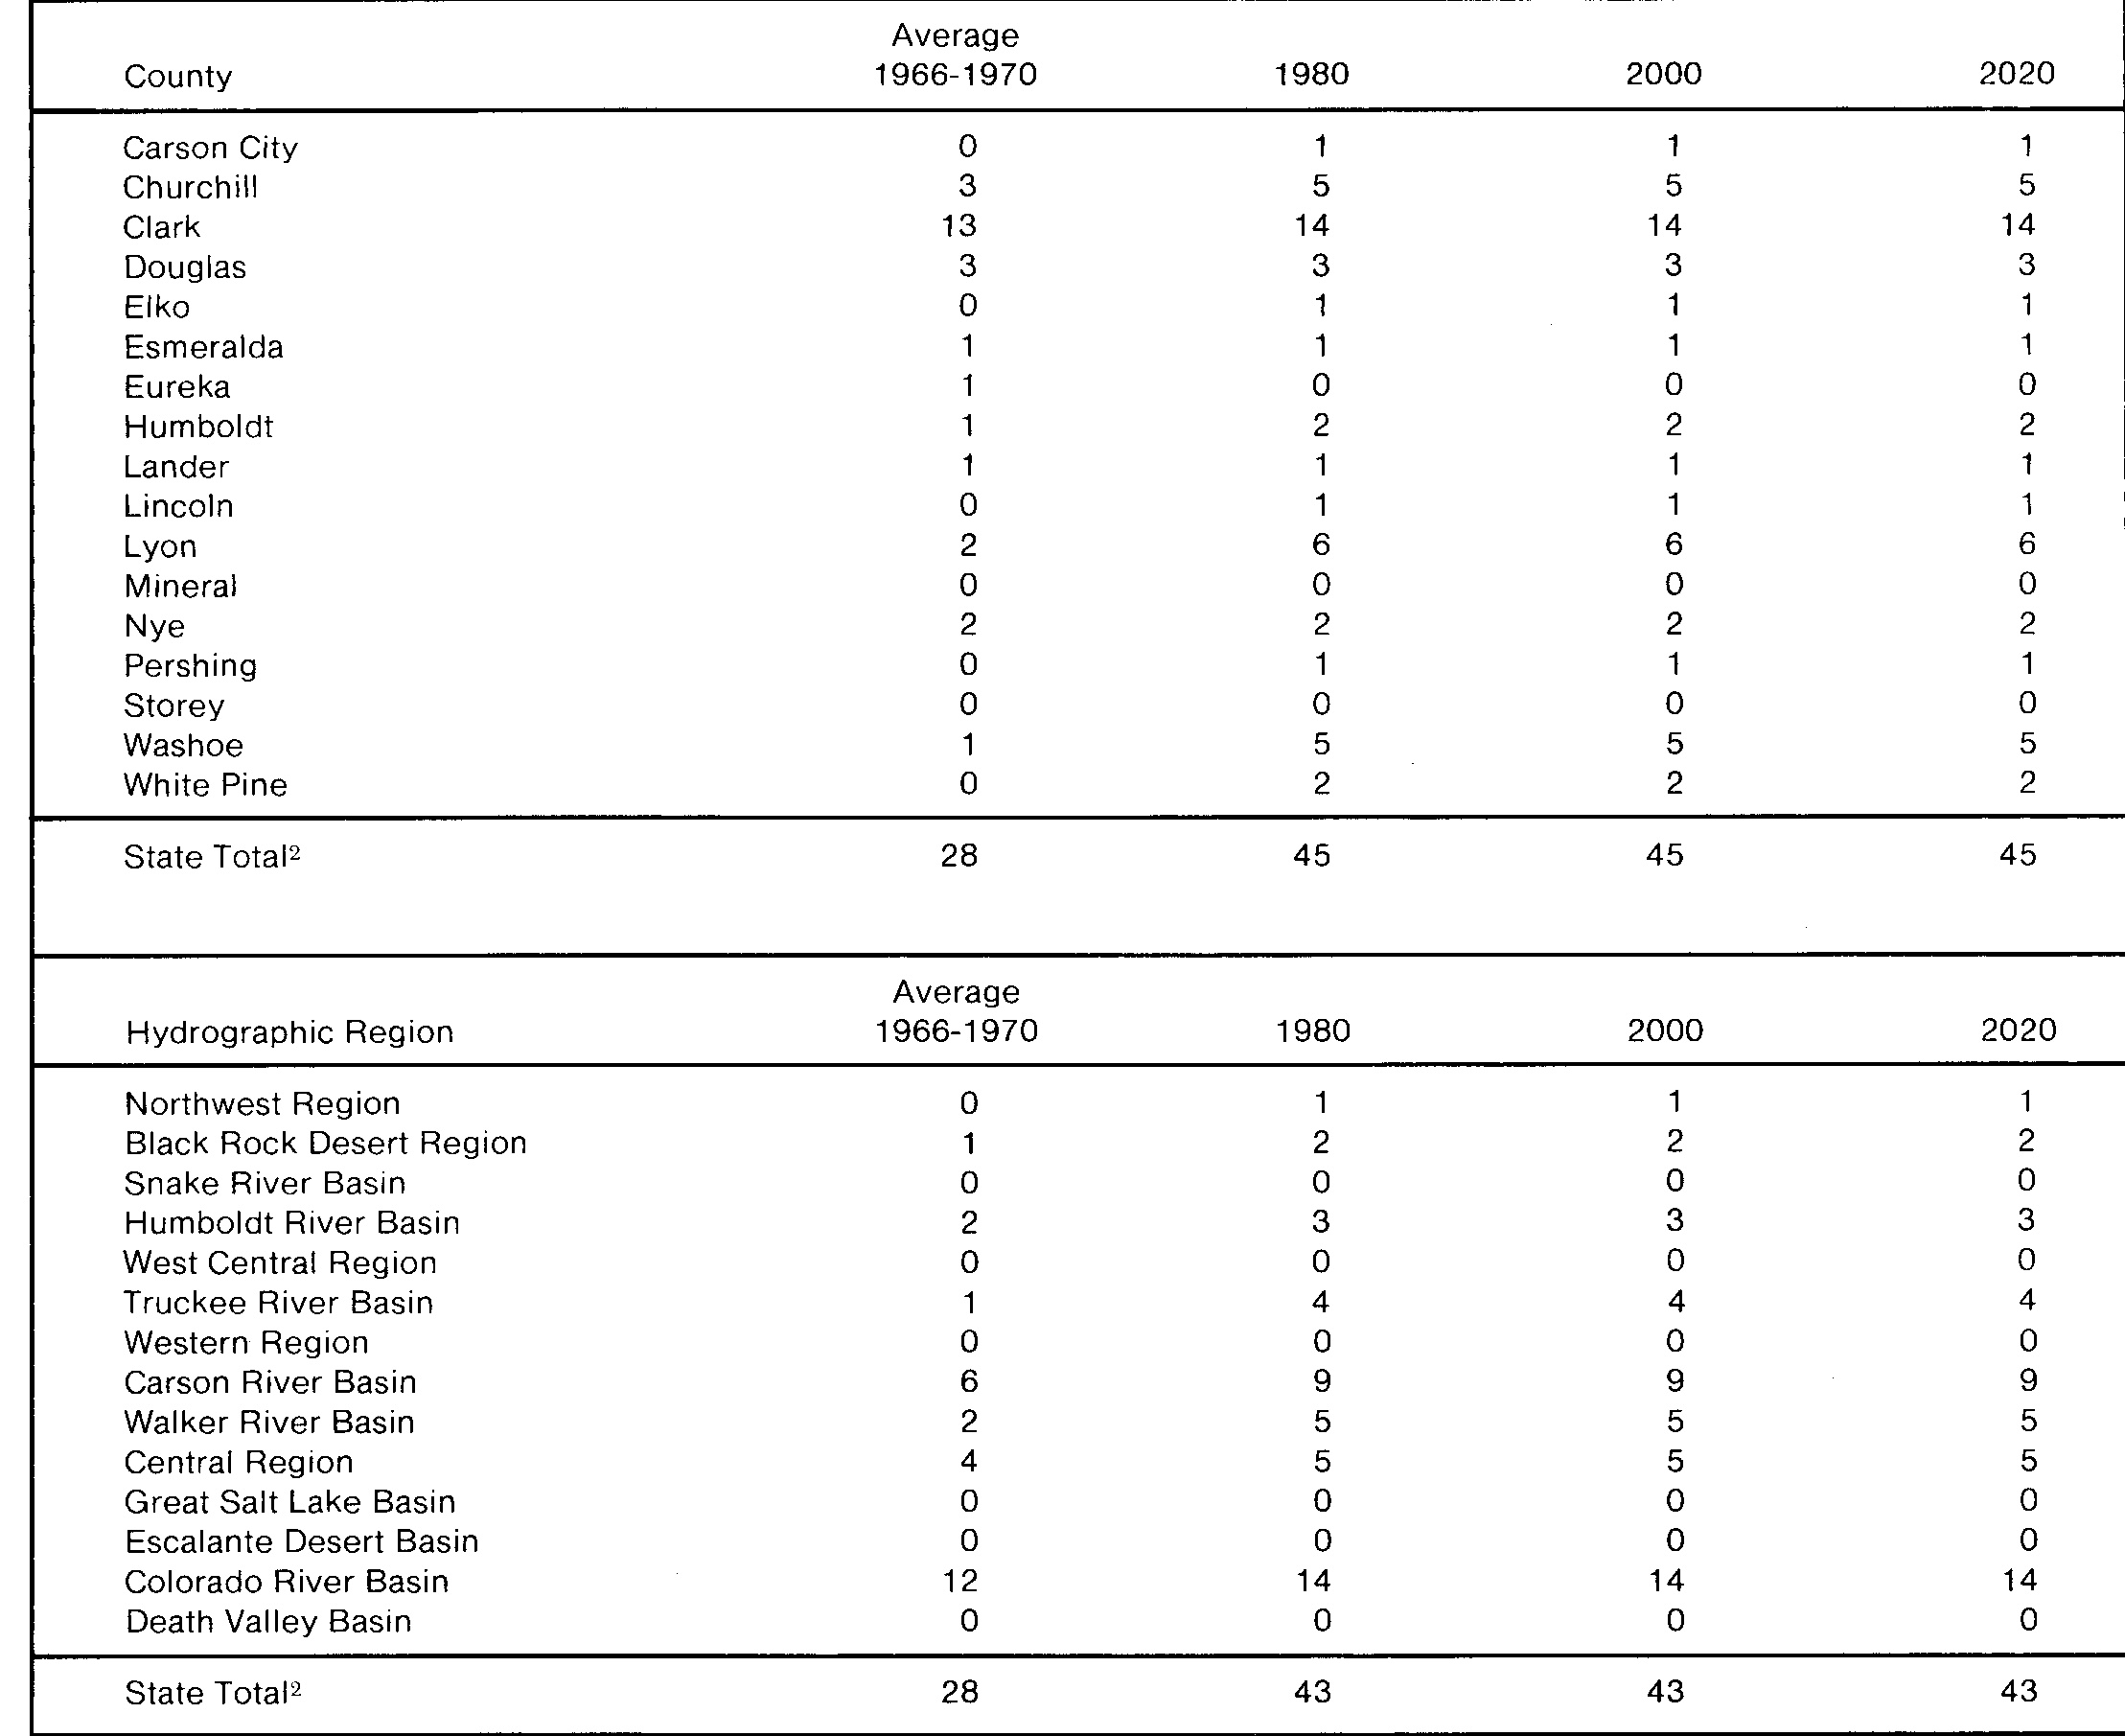 Average
County 1966-1970 1980 2000 2020
Carson City 0 1 1 1
Churchill 3 5 5 5
Clark 13 14 14 14
Douglas 3 3 3 3
Elko 0 1 1 1
Esmeralda 1 1 1 1
Eureka 1 0 0 0
Humboldt 1 2 2 2
Lander 1 1 1 1
Lincoln 0 1 1 1
Lyon 2 6 6 6
Mineral 0 0 0 0
Nye 2 2 2 2
Pershing 0 1 1 1
Storey 0 0 0 0
Washoe 1 5 5 5
White Pine 0 2 2 2
State Total² 28 45 45 45
Average
Hydrographic Region 1966-1970 1980 2000 2020
Northwest Region 0 1 1 1
Black Rock Desert Region 1 2 2 2
Snake River Basin 0 0 0 0
Humboldt River Basin 2 3 3 3
West Central Region 0 0 0 0
Truckee River Basin 1 4 4 4
Western Region 0 0 0 0
Carson River Basin 6 9 9 9
Walker River Basin 2 5 5 5
Central Region 4 5 5 5
Great Salt Lake Basin 0 0 0 0
Escalante Desert Basin 0 0 0 0
Colorado River Basin 12 14 14 14
Death Valley Basin 0 0 0 0
State Total² 28 43 43 43